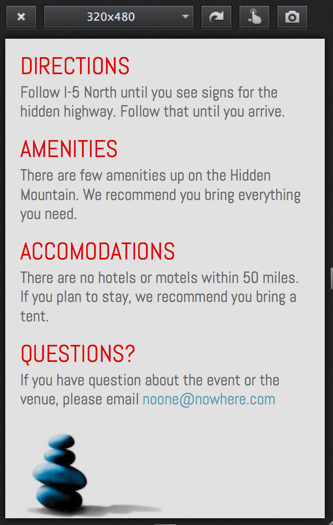 320x480
DIRECTIONS
Follow I-5 North until you see signs for the
hidden highway. Follow that until you arrive.
AMENITIES
There are few amenities up on the Hidden
Mountain. We recommend you bring everything
you need.
ACCOMODATIONS
There are no hotels or motels within 50 miles.
If you plan to stay, we recommend you bring a
tent.
QUESTIONS?
If you have question about the event or the
venue, please email noone@nowhere.com